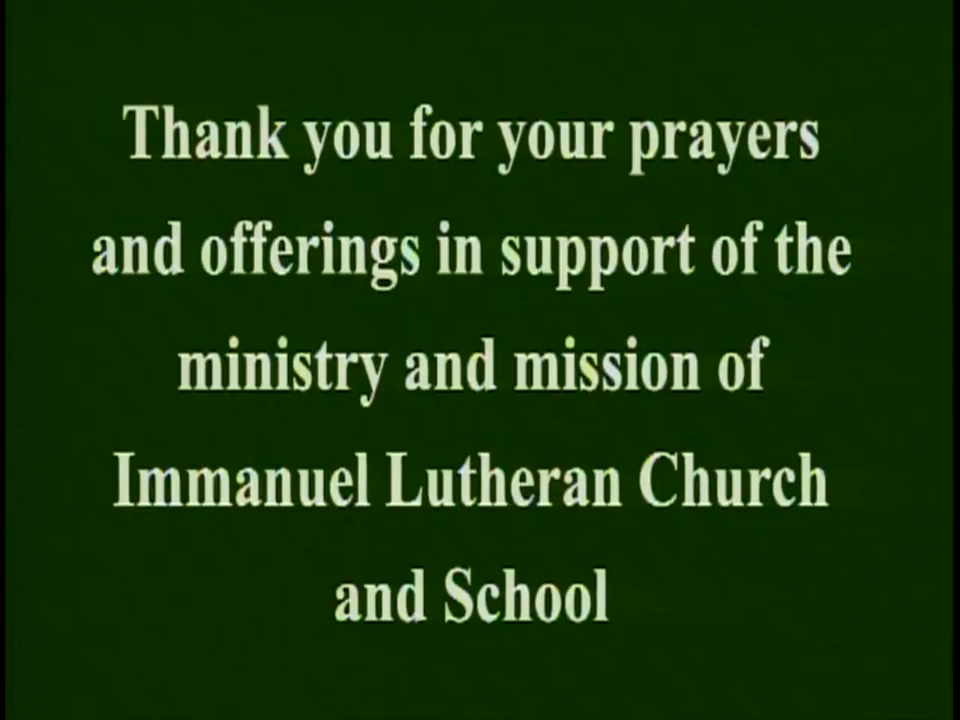 Thank you for your prayers
and offerings in support of the
ministry and mission of
Immanuel Lutheran Church
and School